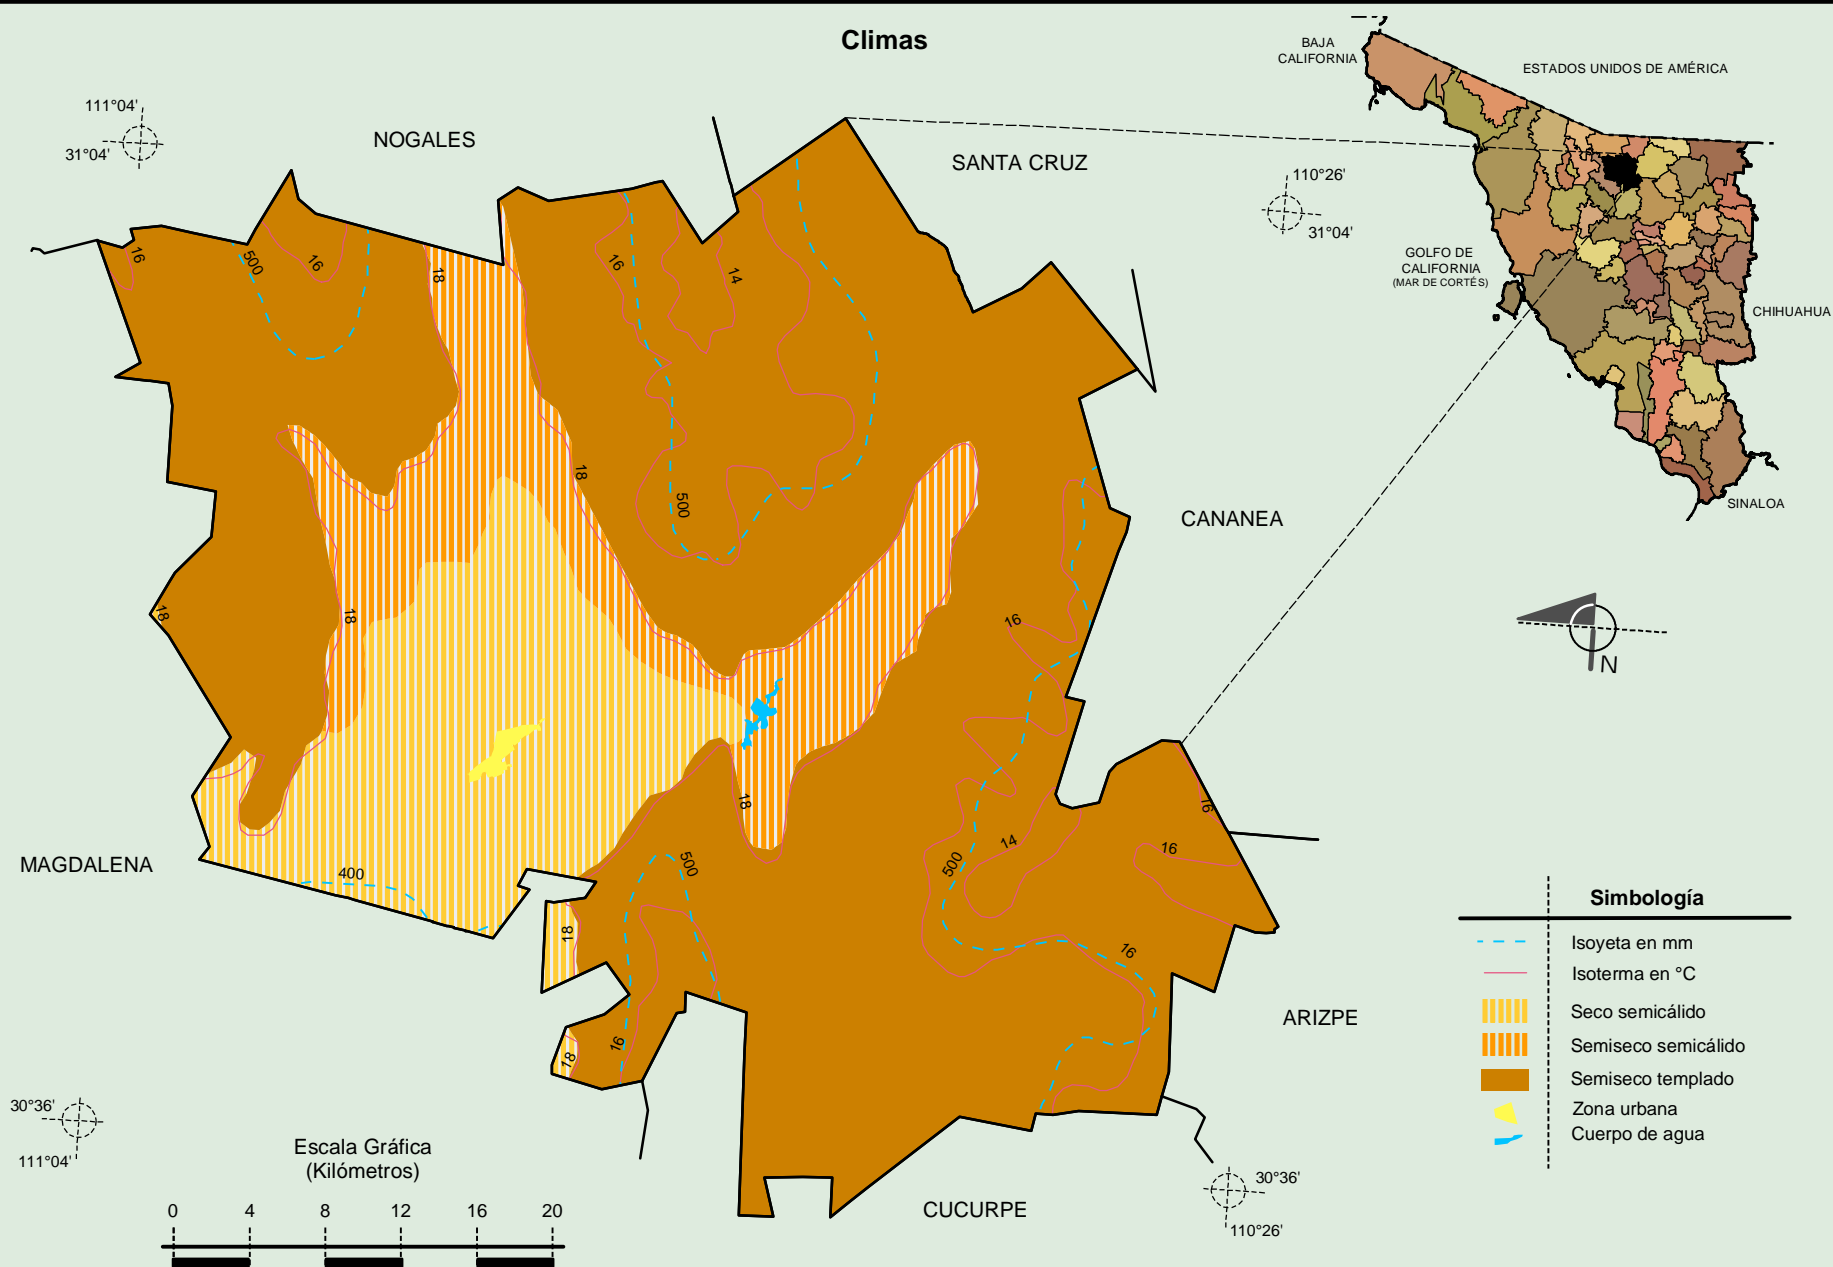 Climas
BAJA
CALIFORNIA
ESTADOS UNIDOS DE AMÉRICA
111°04'
31°04'
NOGALES
SANTA CRUZ
110°26'
31°04'
GOLFO DE
CALIFORNIA
(MAR DE CORTÉS)
CHIHUAHUA
SINALOA
16
500
16
18
16
14
18
500
CANANEA
18
18
16
N
18
500
14
16
16
MAGDALENA
400
500
18
16
18
16
ARIZPE
Simbología
Isoyeta en mm
Isoterma en °C
Seco semicálido
Semiseco semicálido
Semiseco templado
Zona urbana
Cuerpo de agua
30°36'
111°04'
Escala Gráfica
(Kilómetros)
0 4 8 12 16 20
CUCURPE
30°36'
110°26'